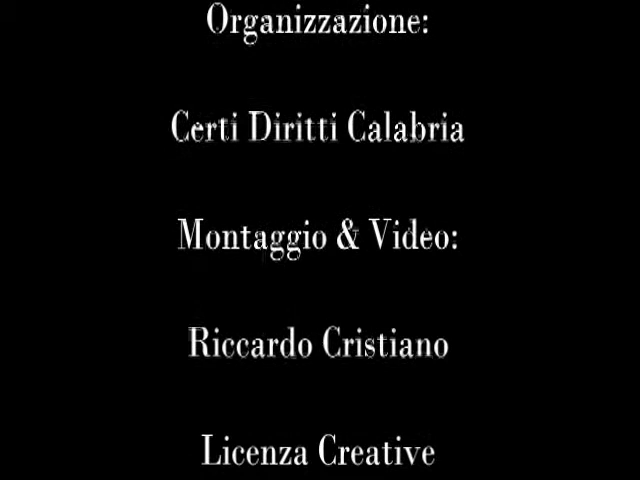 Organizzazione:
Certi Diritti Calabria
Montaggio & Video:
Riccardo Cristiano
Licenza Creative